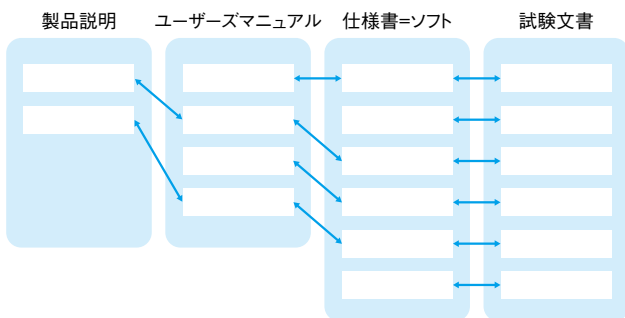 製品説明
ユーザーズマニュアル
仕様書=ソフト
試験文書